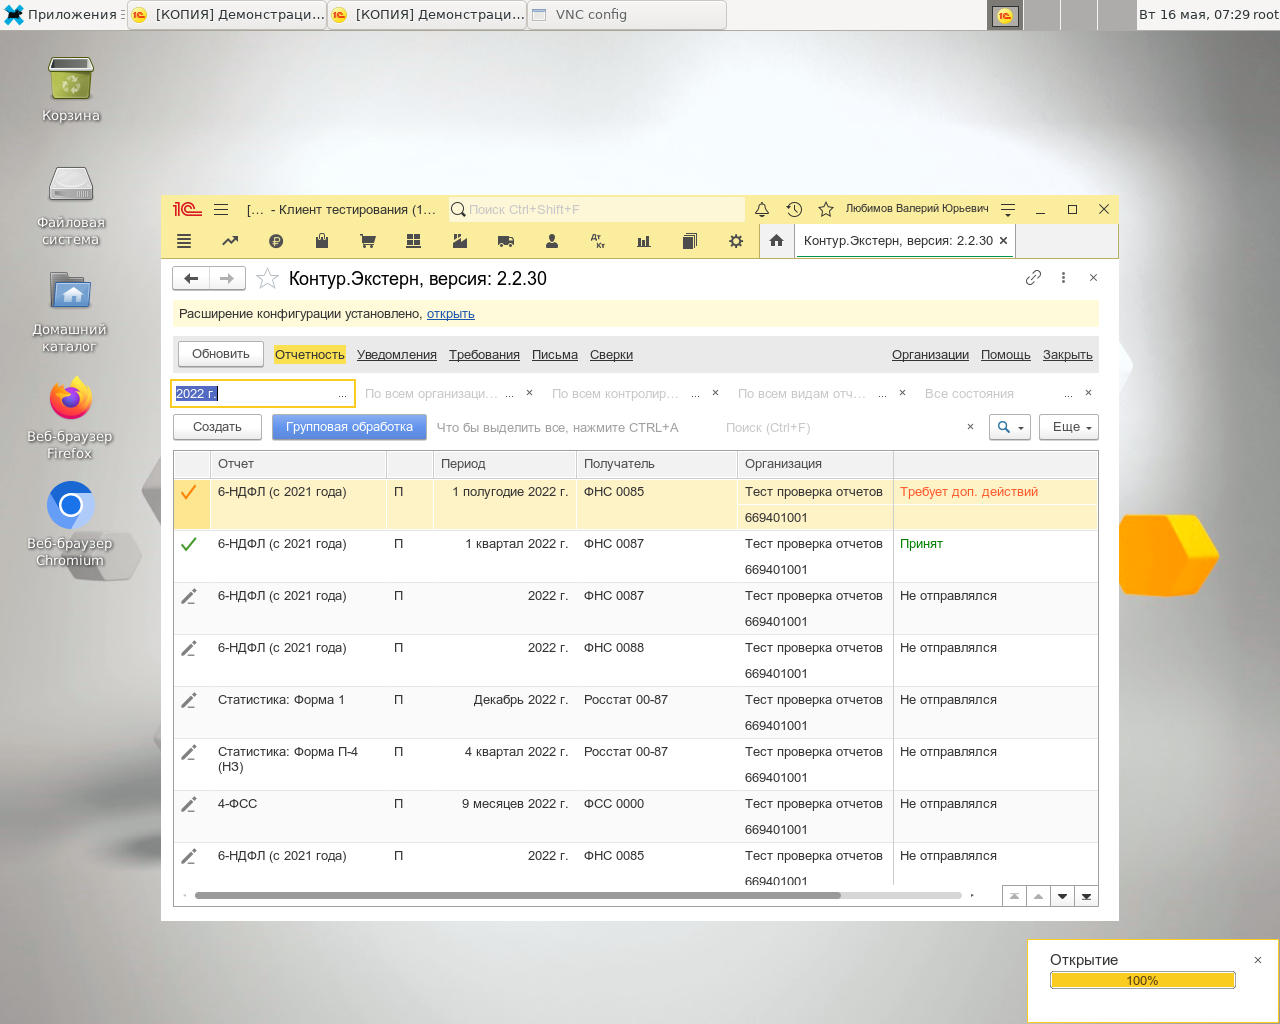 Приложения
[КОПИЯ] Демонстраци...
[КОПИЯ] Демонстраци...
VNC config
Вт 16 мая, 07:29
root
Корзина
Файловая система
Домашний каталог
Веб-браузер Firefox
Веб-браузер Chromium
[... - Клиент тестирования (1...
Поиск Ctrl+Shift+F
Любимов Валерий Юрьевич
Контур.Экстерн, версия: 2.2.30
Контур.Экстерн, версия: 2.2.30
Расширение конфигурации установлено, открыть
Обновить Отчетность Уведомления Требования Письма Сверки Организации Помощь Закрыть
2022 г. ... По всем организаци... ... По всем контролир... ... По всем видам отч... ... Все состояния ...
Создать Групповая обработка Что бы выделить все, нажмите CTRL+A Поиск (Ctrl+F) Еще
Отчет Период Получатель Организация
6-НДФЛ (с 2021 года) П 1 полугодие 2022 г. ФНС 0085 Тест проверка отчетов Требует доп. действий
669401001
6-НДФЛ (с 2021 года) П 1 квартал 2022 г. ФНС 0087 Тест проверка отчетов Принят
669401001
6-НДФЛ (с 2021 года) П 2022 г. ФНС 0087 Тест проверка отчетов Не отправлялся
669401001
6-НДФЛ (с 2021 года) П 2022 г. ФНС 0088 Тест проверка отчетов Не отправлялся
669401001
Статистика: Форма 1 П Декабрь 2022 г. Росстат 00-87 Тест проверка отчетов Не отправлялся
669401001
Статистика: Форма П-4 П 4 квартал 2022 г. Росстат 00-87 Тест проверка отчетов Не отправлялся
(НЗ)
669401001
4-ФСС П 9 месяцев 2022 г. ФСС 0000 Тест проверка отчетов Не отправлялся
669401001
6-НДФЛ (с 2021 года) П 2022 г. ФНС 0085 Тест проверка отчетов Не отправлялся
669401001
Открытие
100%